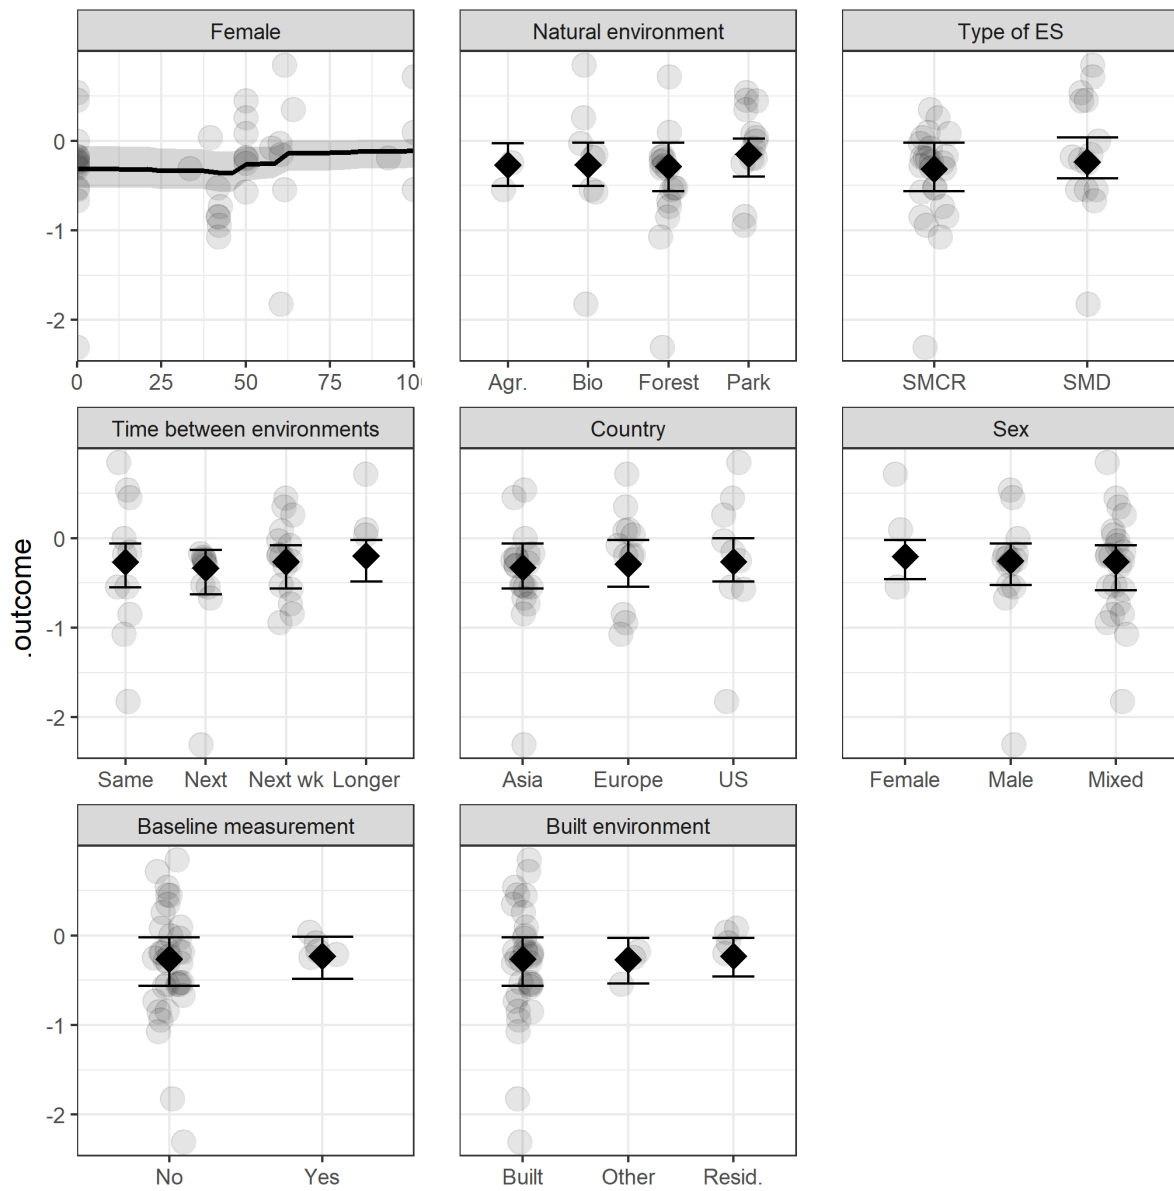 Female
Natural environment
Type of ES
0
-1
-2
0 25 50 75 100
Agr. Bio Forest Park
SMCR SMD
Time between environments
Country
Sex
.outcome
0
-1
-2
Same Next Next wk Longer
Asia Europe US
Female Male Mixed
Baseline measurement
Built environment
0
-1
-2
No Yes
Built Other Resid.